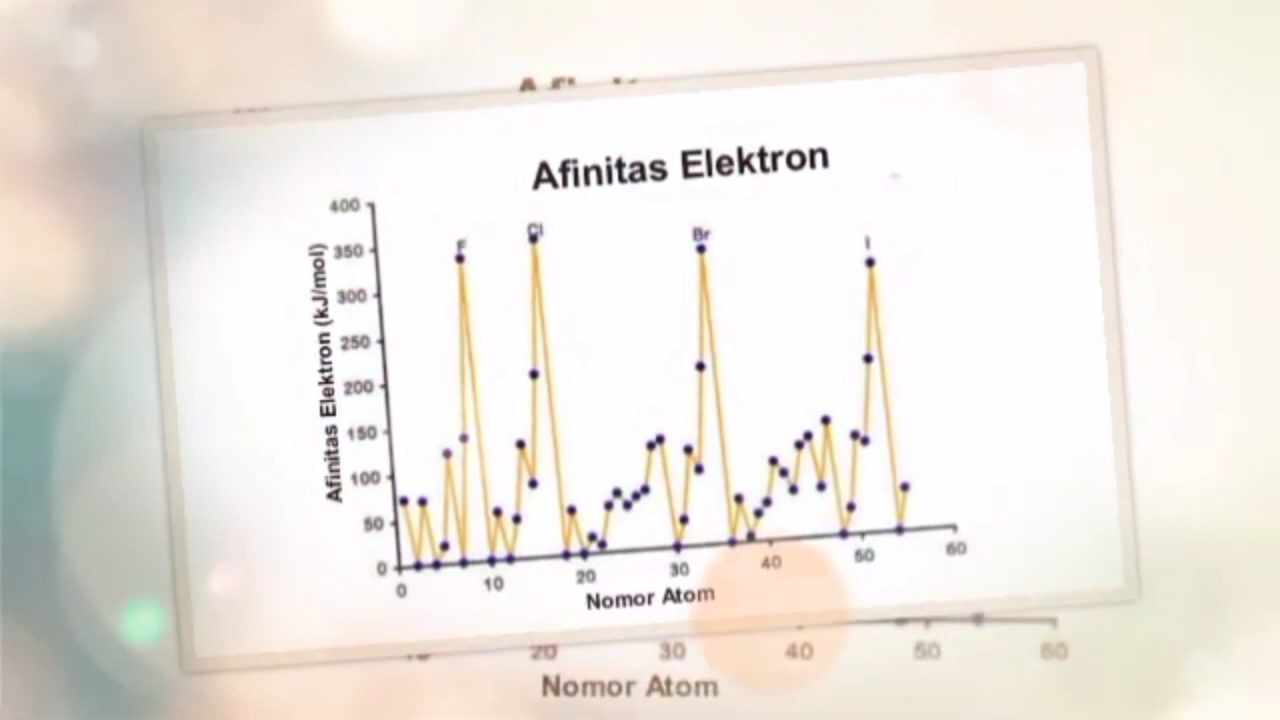 Afinitas Elektron
Afinitas Elektron (kJ/mol)
400
350
300
250
200
150
100
50
0
F
Cl
Br
I
0
10
20
30
40
50
60
Nomor Atom
20
30
40
50
60
Nomor Atom